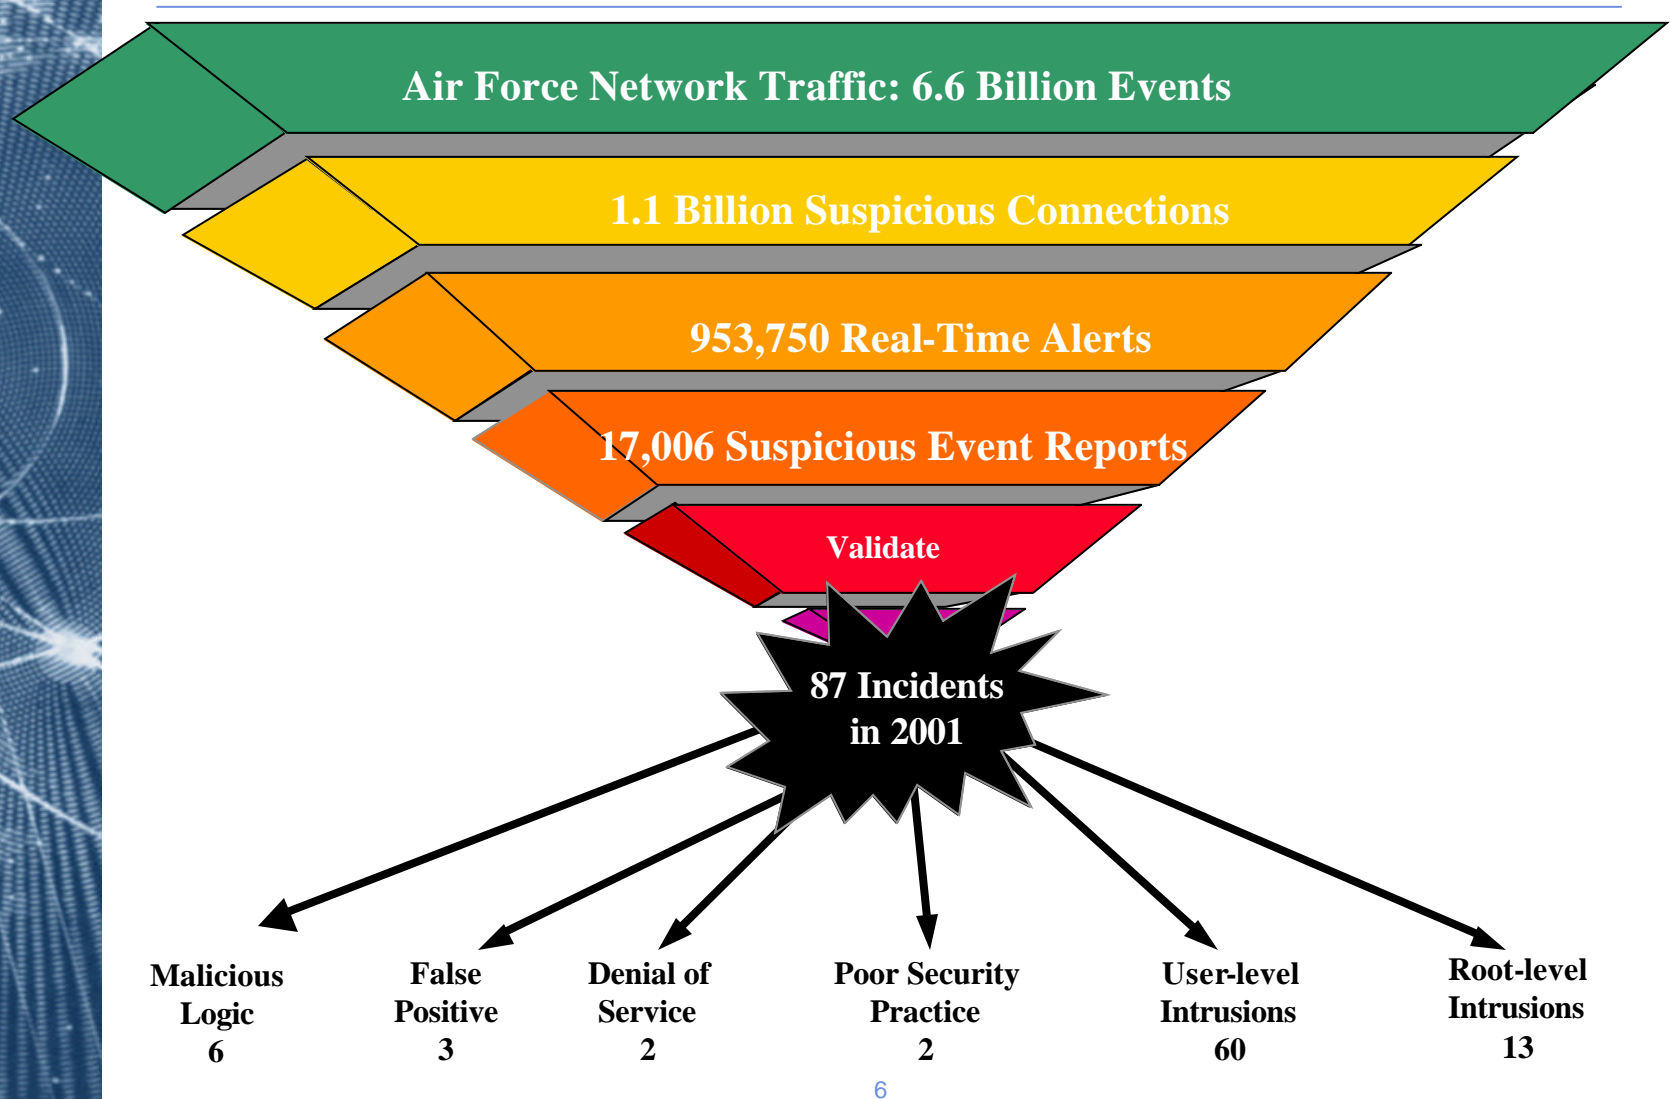 Air Force Network Traffic: 6.6 Billion Events
1.1 Billion Suspicious Connections
953,750 Real-Time Alerts
17,006 Suspicious Event Reports
Validate
87 Incidents
in 2001
Malicious
Logic
6
False
Positive
3
Denial of
Service
2
Poor Security
Practice
2
User-level
Intrusions
60
Root-level
Intrusions
13
6